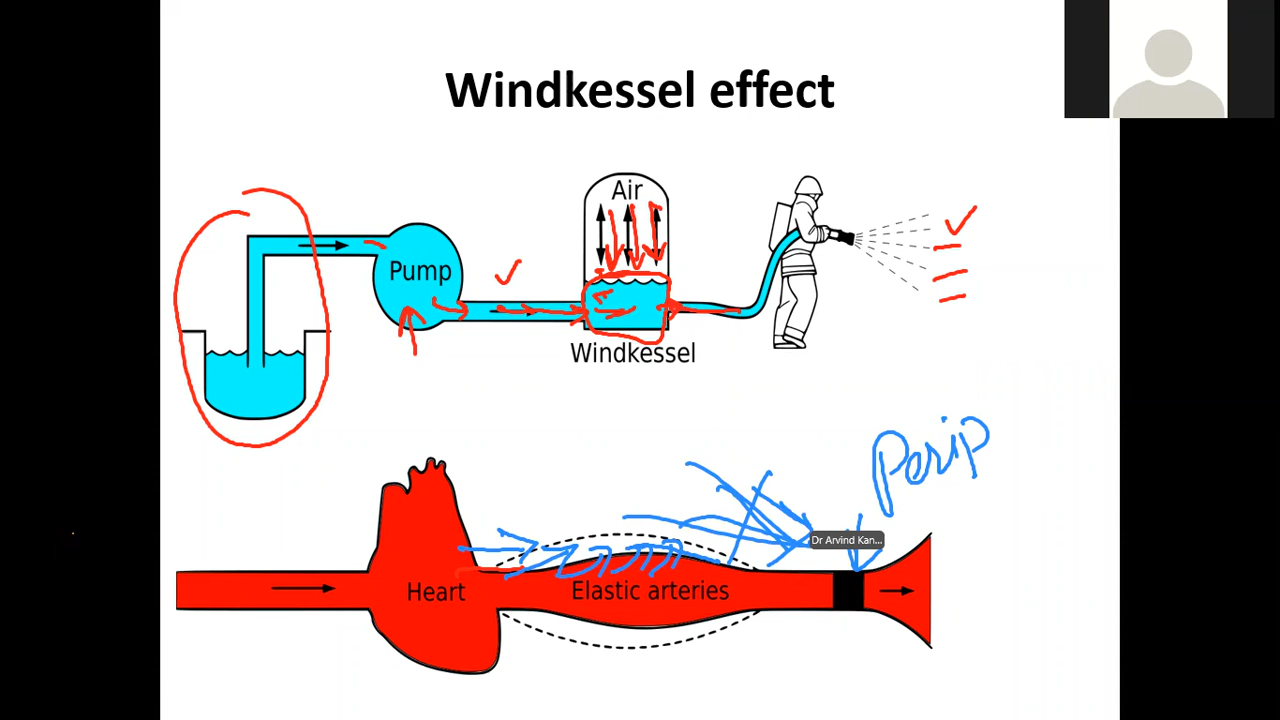 Windkessel effect
Air
Pump
Windkessel
Perip
Dr Arvind Kan...
Heart
Elastic arteries